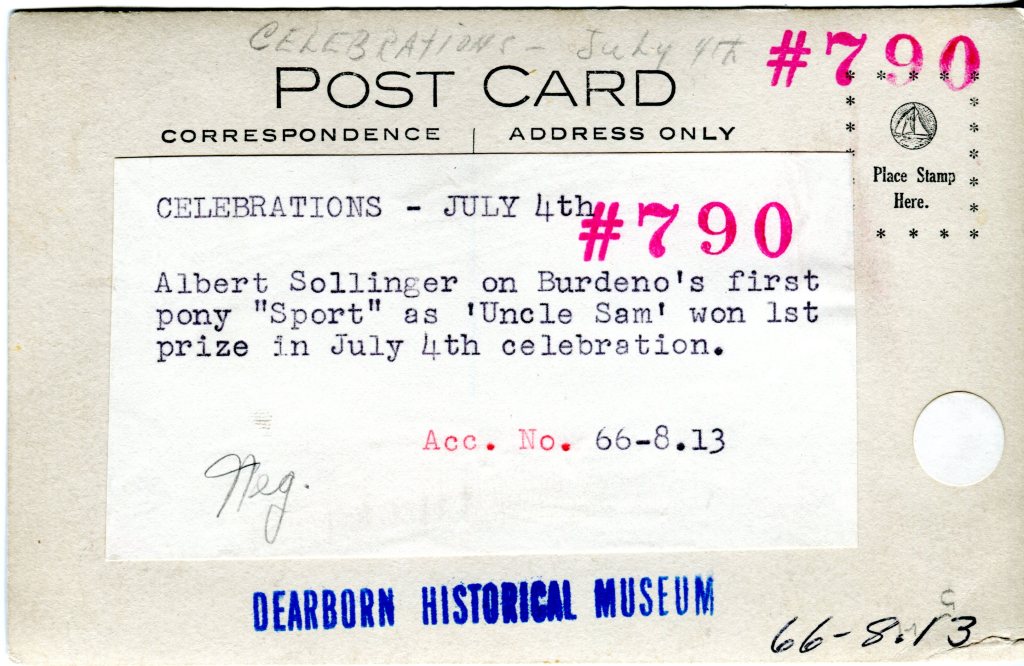 CELEBRATIONS - July 4th
#790
POST CARD
CORRESPONDENCE | ADDRESS ONLY
Place Stamp
Here.
CELEBRATIONS - JULY 4th
#790
Albert Sollinger on Burdeno's first
pony "Sport" as 'Uncle Sam' won 1st
prize in July 4th celebration.
Acc. No. 66-8.13
Neg.
DEARBORN HISTORICAL MUSEUM
66-8.13